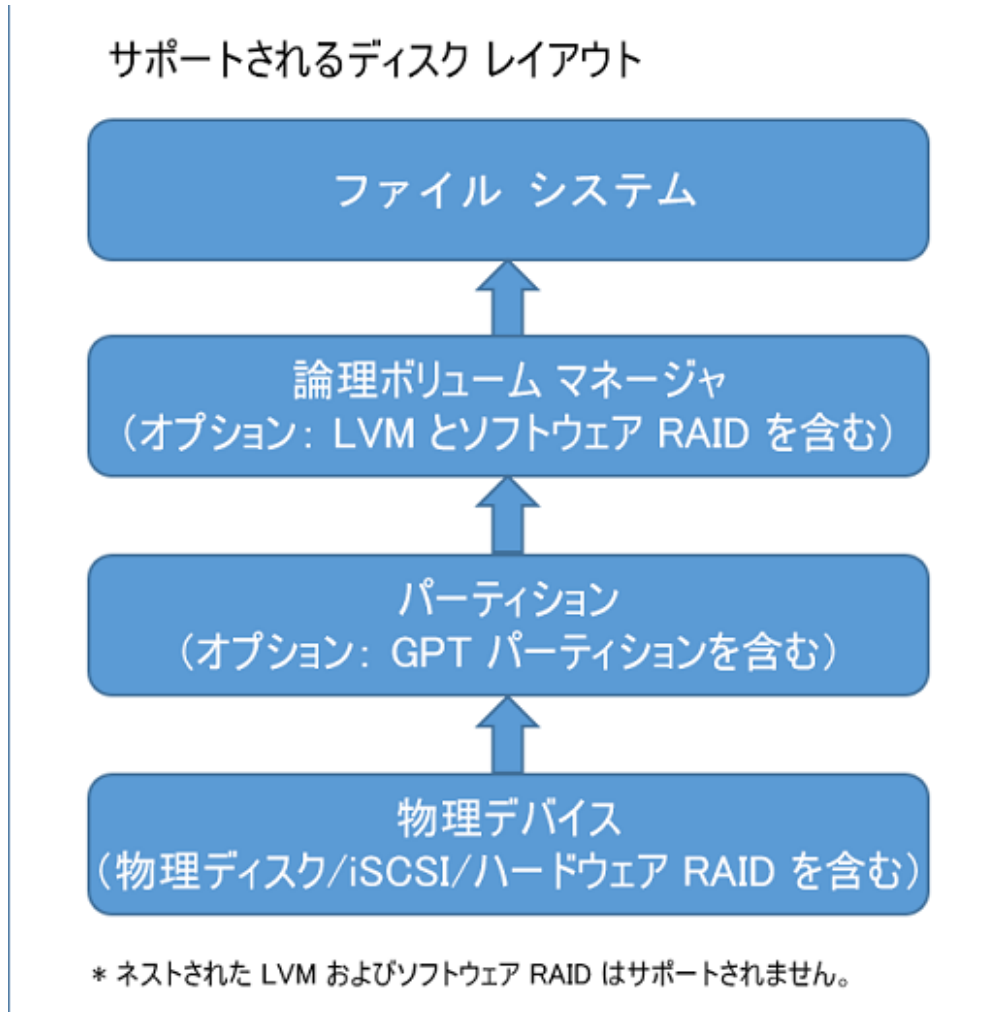 サポートされるディスク レイアウト
ファイル システム
論理ボリューム マネージャ
（オプション： LVM とソフトウェア RAID を含む）
パーティション
（オプション： GPT パーティションを含む）
物理デバイス
（物理ディスク/iSCSI/ハードウェア RAID を含む）
* ネストされた LVM およびソフトウェア RAID はサポートされません。